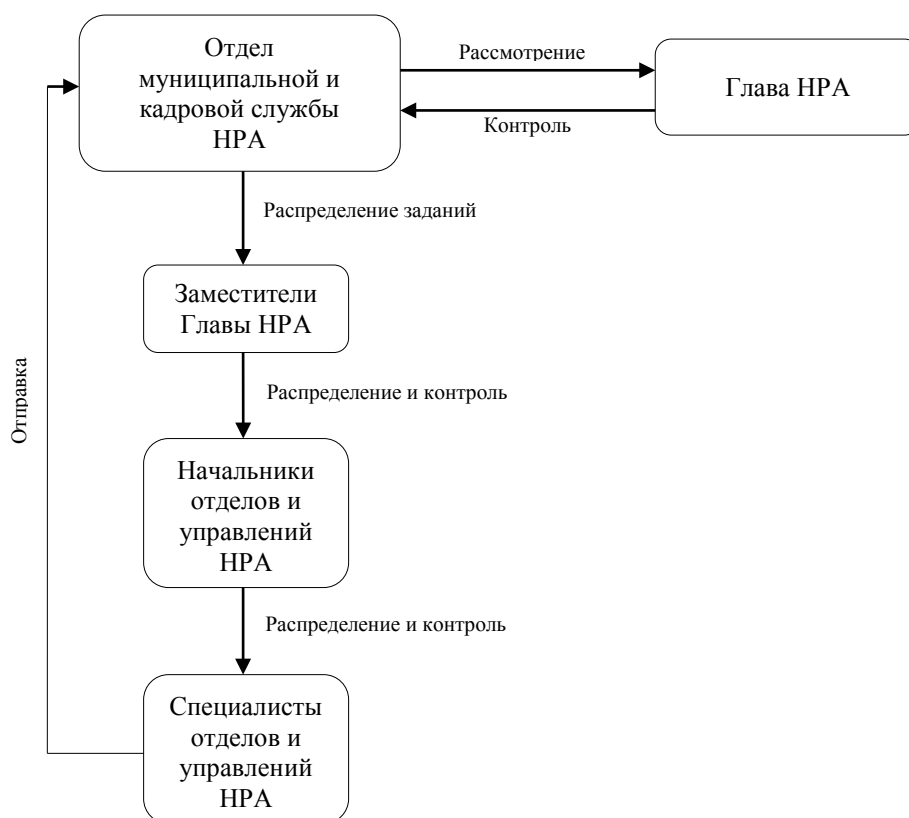 Отдел
муниципальной и
кадровой службы
НРА
Рассмотрение
Глава НРА
Контроль
Распределение заданий
Заместители
Главы НРА
Отправка
Распределение и контроль
Начальники
отделов и
управлений
НРА
Распределение и контроль
Специалисты
отделов и
управлений
НРА